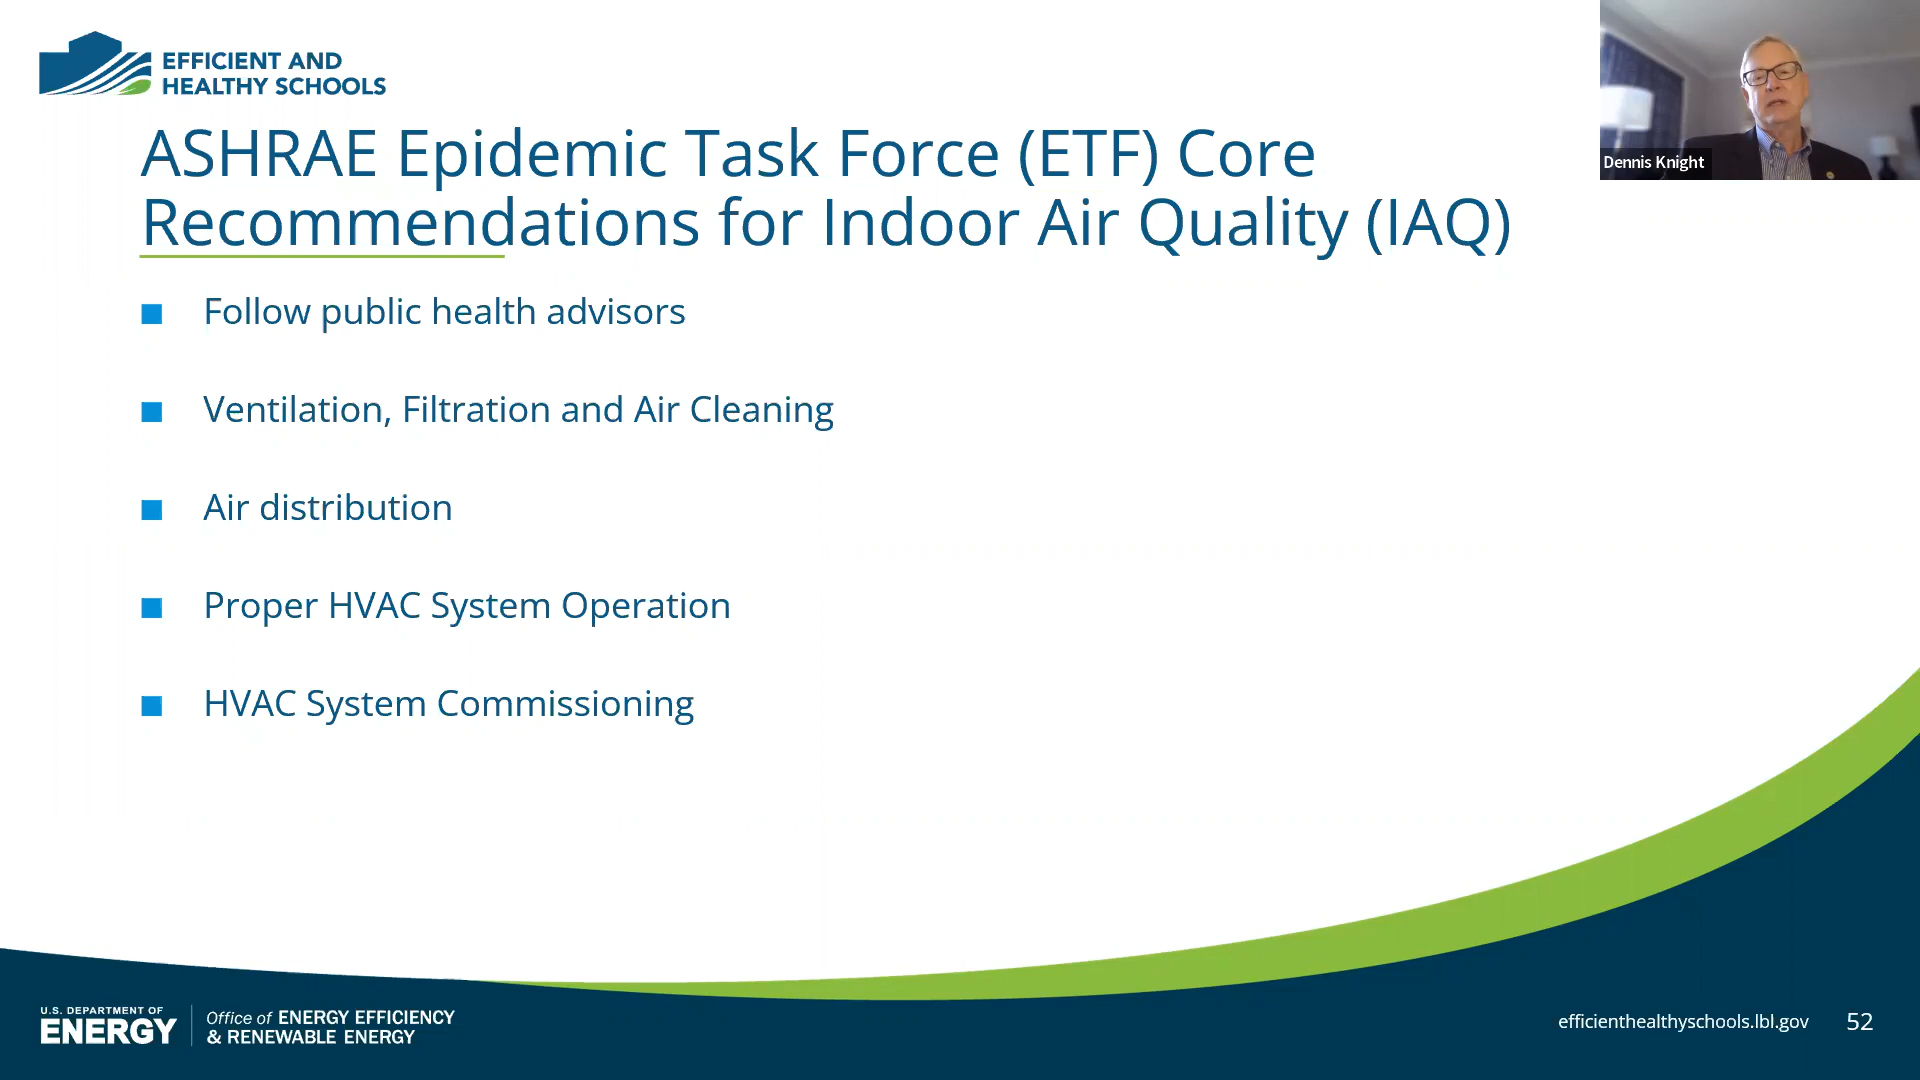 EFFICIENT AND
HEALTHY SCHOOLS
Dennis Knight
ASHRAE Epidemic Task Force (ETF) Core
Recommendations for Indoor Air Quality (IAQ)
Follow public health advisors
Ventilation, Filtration and Air Cleaning
Air distribution
Proper HVAC System Operation
HVAC System Commissioning
U.S. DEPARTMENT OF
ENERGY
Office of ENERGY EFFICIENCY
& RENEWABLE ENERGY
efficienthealthyschools.lbl.gov
52